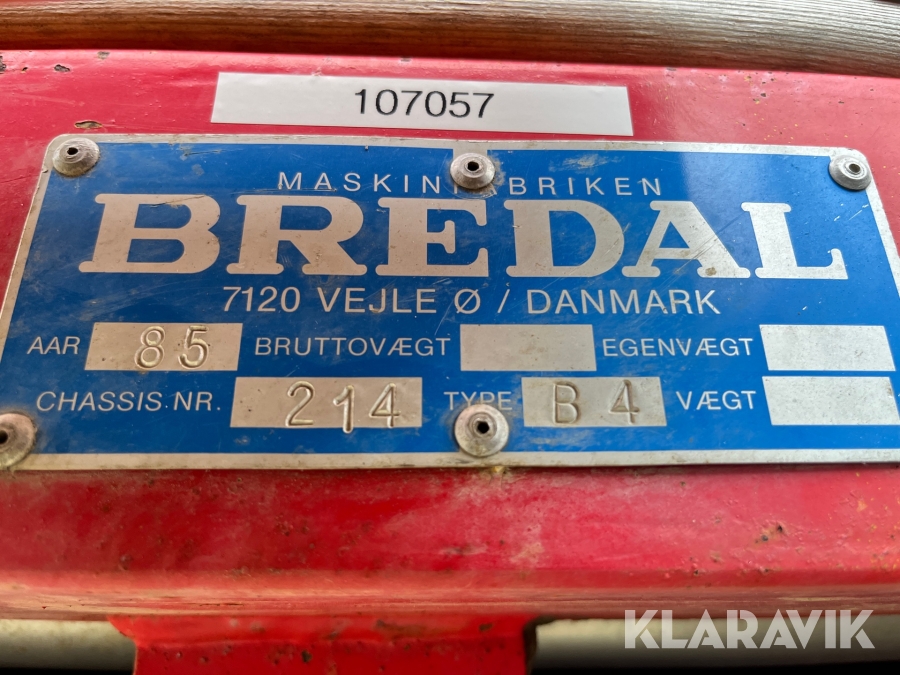 107057
MASKINFABRIKEN
BREDAL
7120 VEJLE Ø / DANMARK
AAR 85 BRUTTOVÆGT EGENVÆGT
CHASSIS NR. 214 TYPE B4 VÆGT
KLARAVIK